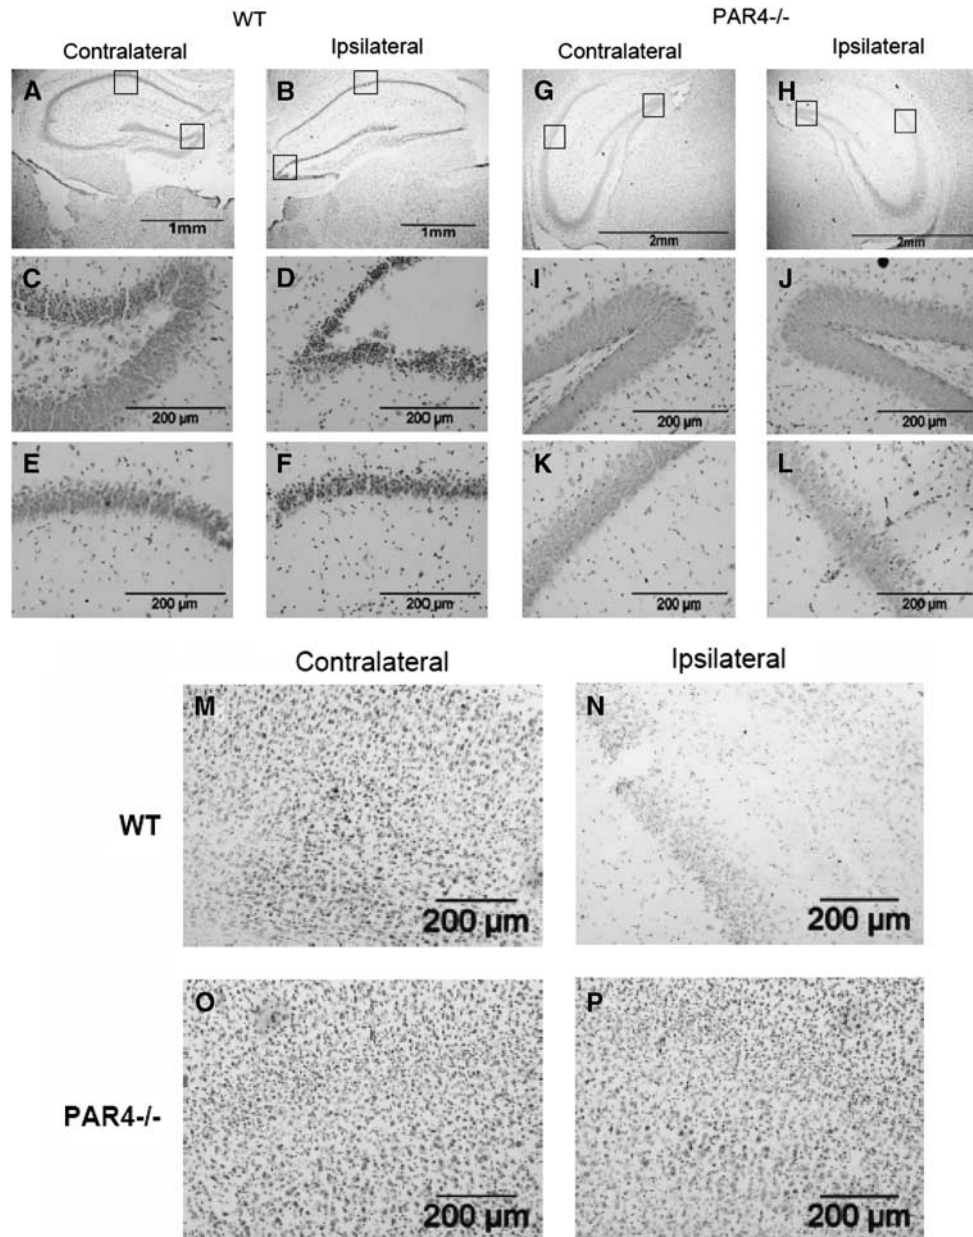 WT PAR4-/-
Contralateral Ipsilateral Contralateral Ipsilateral
A B G H
1mm 1mm 2mm 2mm
C D I J
200 µm 200 µm 200 µm 200 µm
E F K L
200 µm 200 µm 200 µm 200 µm
Contralateral Ipsilateral
M N
WT
200 µm 200 µm
O P
PAR4-/-
200 µm 200 µm